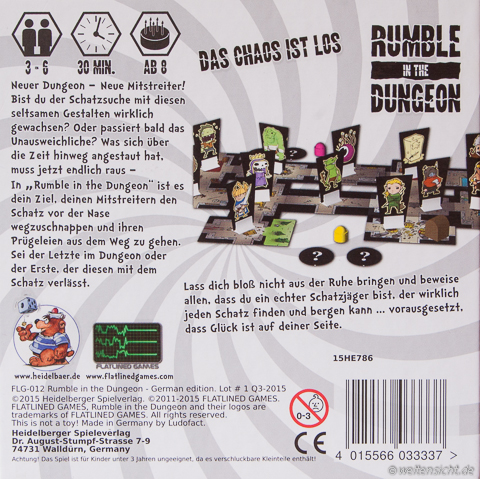 3 - 6
30 MIN.
AB 8
DAS CHAOS IST LOS
RUMBLE
IN THE
DUNGEON
Neuer Dungeon – Neue Mitstreiter!
Bist du der Schatzsuche mit diesen
seltsamen Gestalten wirklich
gewachsen? Oder passiert bald das
Unausweichliche? Was sich über
die Zeit hinweg angestaut hat,
muss jetzt endlich raus –
In „Rumble in the Dungeon" ist es
dein Ziel, deinen Mitstreitern den
Schatz vor der Nase
wegzuschnappen und ihren
Prügeleien aus dem Weg zu gehen.
Sei der Letzte im Dungeon oder
der Erste, der diesen mit dem
Schatz verlässt.
? ?
Lass dich bloß nicht aus der Ruhe bringen und beweise
allen, dass du ein echter Schatzjäger bist, der wirklich
jeden Schatz finden und bergen kann ... vorausgesetzt,
dass Glück ist auf deiner Seite.
FLATLINED GAMES
www.heidelbaer.de
flatlinedgames.com
15HE786
FLG-012 Rumble in the Dungeon - German edition. Lot # 1 Q3-2015
©2015 Heidelberger Spieleverlag. ©2011-2015 FLATLINED GAMES.
FLATLINED GAMES, Rumble in the Dungeon and their logos are
trademarks of FLATLINED GAMES. All rights reserved.
This is not a toy! Made in Germany by Ludofact.
Heidelberger Spieleverlag
Dr. August-Stumpf-Strasse 7-9
74731 Walldürn, Germany
Achtung! Das Spiel ist für Kinder unter 3 Jahren ungeeignet, da es verschluckbare Kleinteile enthält!
0-3
CE
4 015566 033337 >
©weitensicht.de